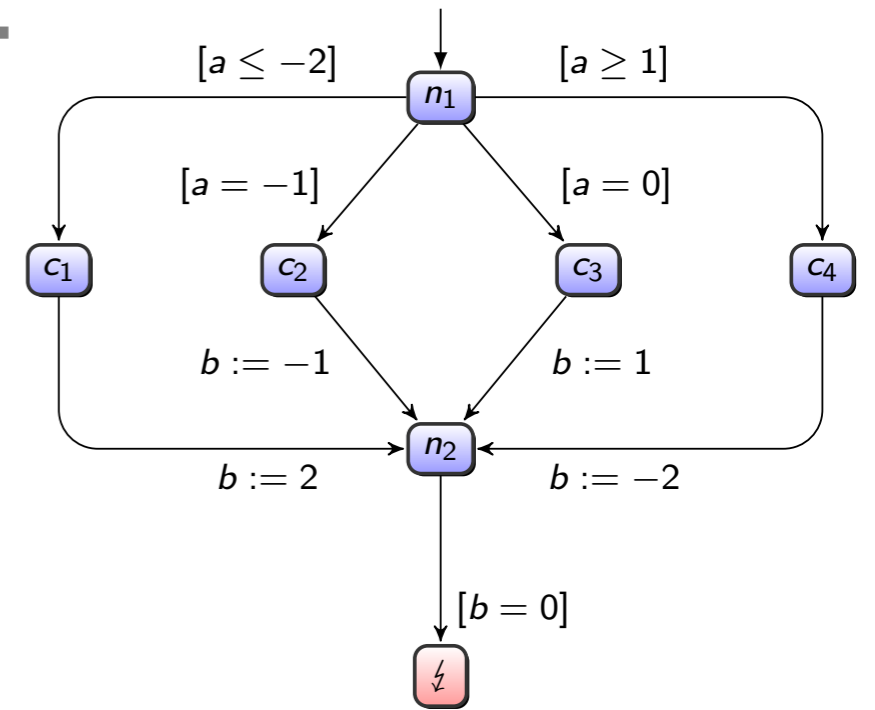 [a ≤ −2] [a ≥ 1]
n₁
[a = −1] [a = 0]
c₁ c₂ c₃ c₄
b := −1 b := 1
n₂
b := 2 b := −2
[b = 0]